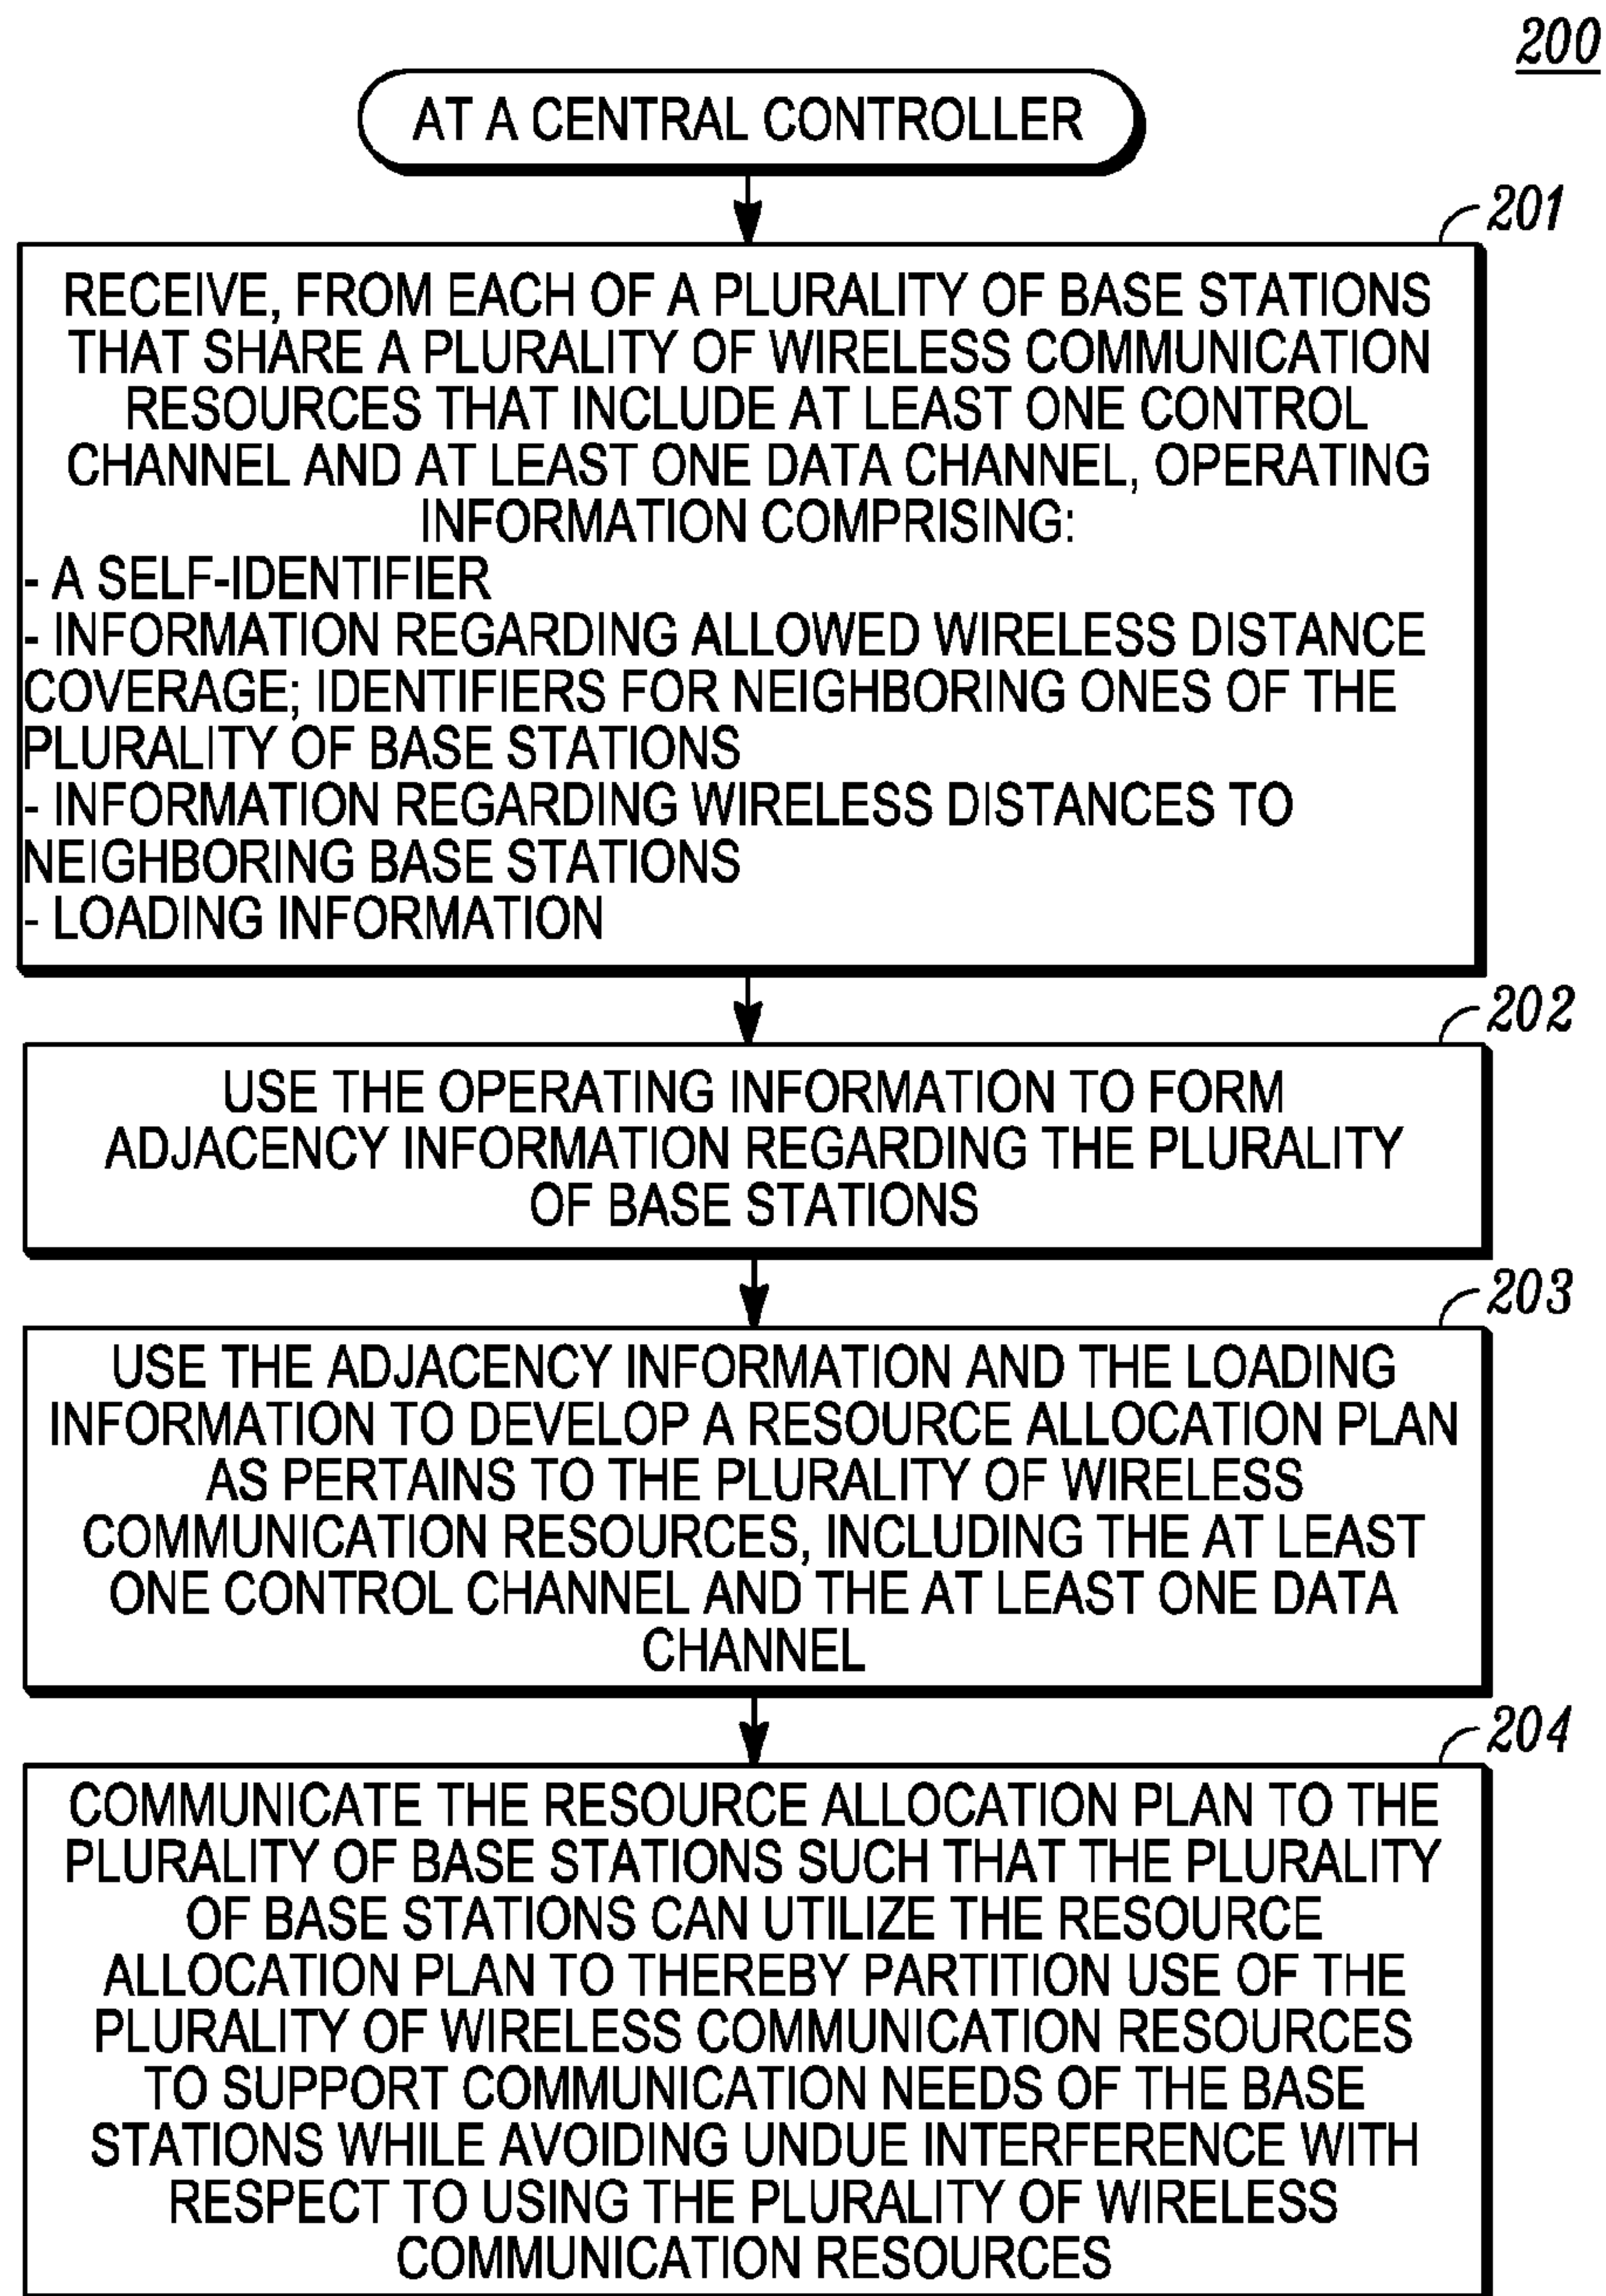 200
AT A CENTRAL CONTROLLER
201
RECEIVE, FROM EACH OF A PLURALITY OF BASE STATIONS
THAT SHARE A PLURALITY OF WIRELESS COMMUNICATION
RESOURCES THAT INCLUDE AT LEAST ONE CONTROL
CHANNEL AND AT LEAST ONE DATA CHANNEL, OPERATING
INFORMATION COMPRISING:
- A SELF-IDENTIFIER
- INFORMATION REGARDING ALLOWED WIRELESS DISTANCE
COVERAGE; IDENTIFIERS FOR NEIGHBORING ONES OF THE
PLURALITY OF BASE STATIONS
- INFORMATION REGARDING WIRELESS DISTANCES TO
NEIGHBORING BASE STATIONS
- LOADING INFORMATION
202
USE THE OPERATING INFORMATION TO FORM
ADJACENCY INFORMATION REGARDING THE PLURALITY
OF BASE STATIONS
203
USE THE ADJACENCY INFORMATION AND THE LOADING
INFORMATION TO DEVELOP A RESOURCE ALLOCATION PLAN
AS PERTAINS TO THE PLURALITY OF WIRELESS
COMMUNICATION RESOURCES, INCLUDING THE AT LEAST
ONE CONTROL CHANNEL AND THE AT LEAST ONE DATA
CHANNEL
204
COMMUNICATE THE RESOURCE ALLOCATION PLAN TO THE
PLURALITY OF BASE STATIONS SUCH THAT THE PLURALITY
OF BASE STATIONS CAN UTILIZE THE RESOURCE
ALLOCATION PLAN TO THEREBY PARTITION USE OF THE
PLURALITY OF WIRELESS COMMUNICATION RESOURCES
TO SUPPORT COMMUNICATION NEEDS OF THE BASE
STATIONS WHILE AVOIDING UNDUE INTERFERENCE WITH
RESPECT TO USING THE PLURALITY OF WIRELESS
COMMUNICATION RESOURCES